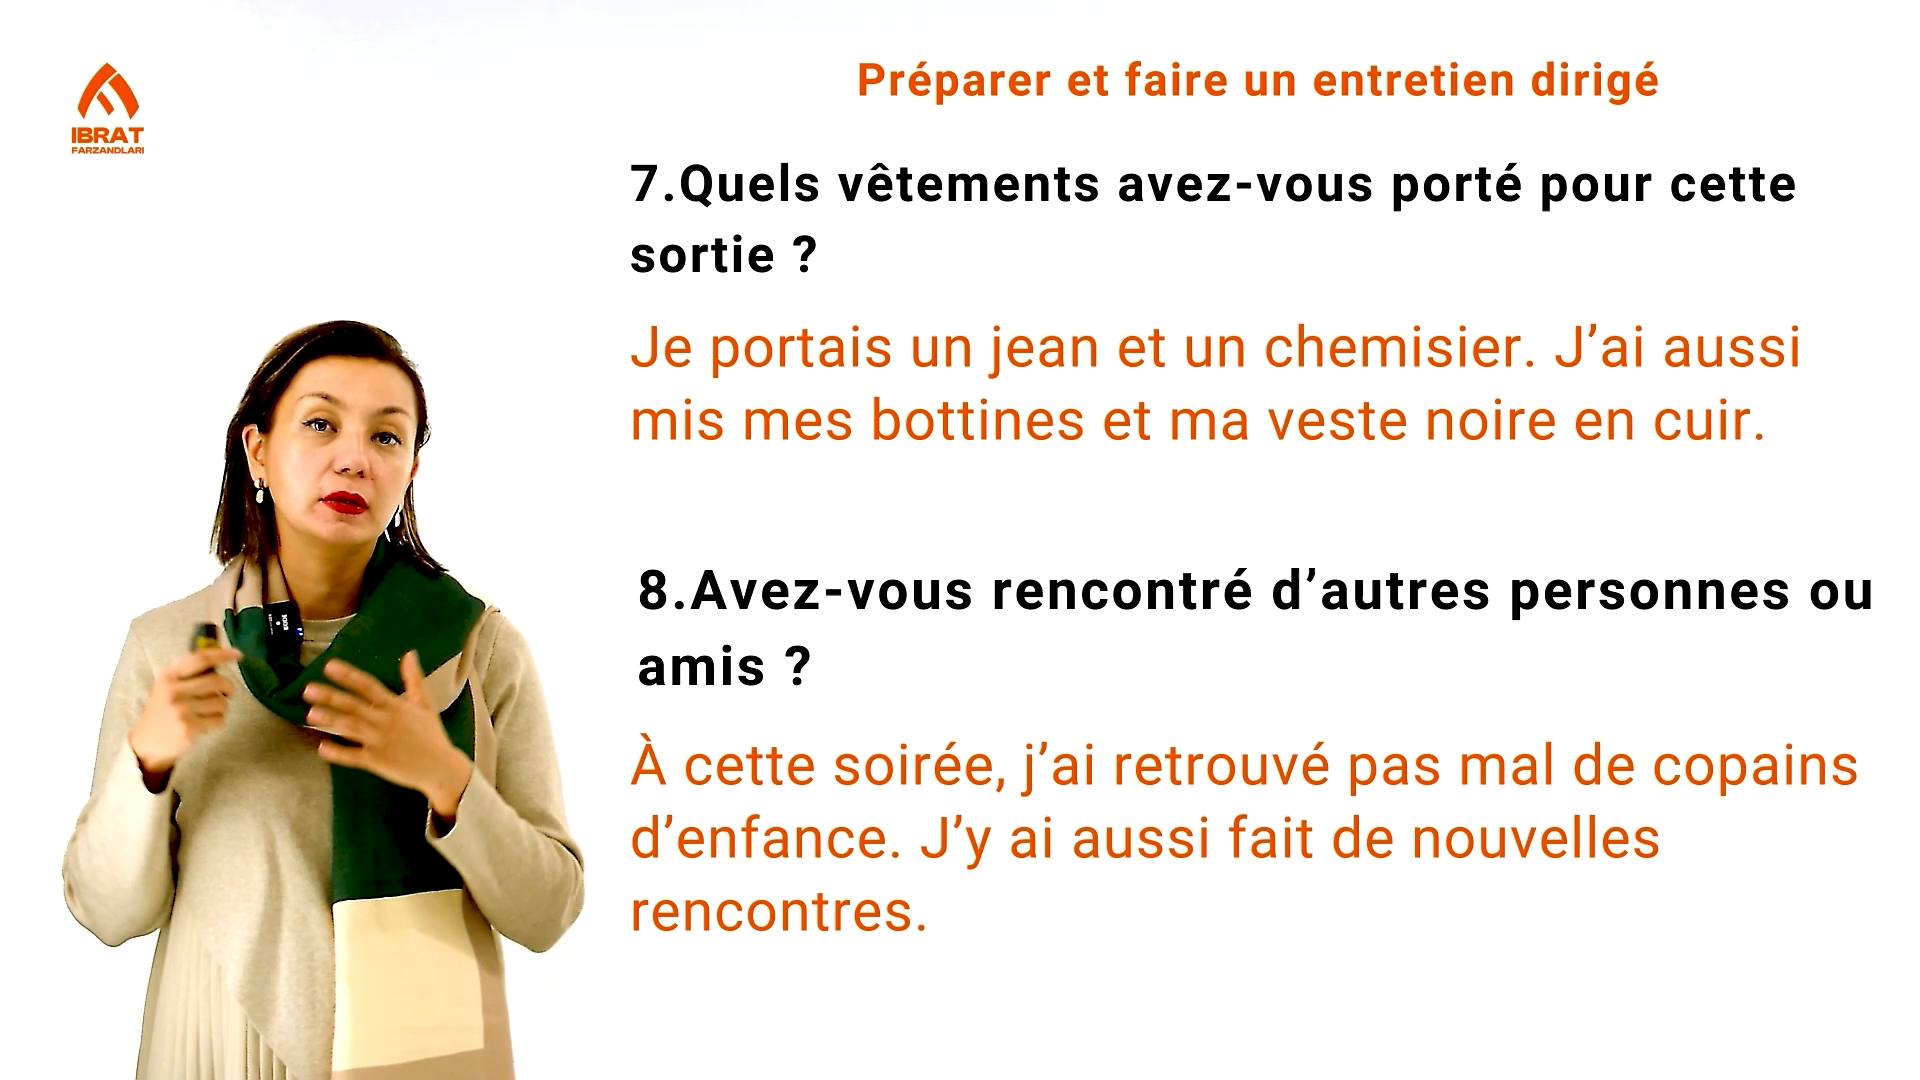 IBRAT
FARZANDLARI
Préparer et faire un entretien dirigé
7.Quels vêtements avez-vous porté pour cette
sortie ?
Je portais un jean et un chemisier. J’ai aussi
mis mes bottines et ma veste noire en cuir.
8.Avez-vous rencontré d’autres personnes ou
amis ?
À cette soirée, j’ai retrouvé pas mal de copains
d’enfance. J’y ai aussi fait de nouvelles
rencontres.